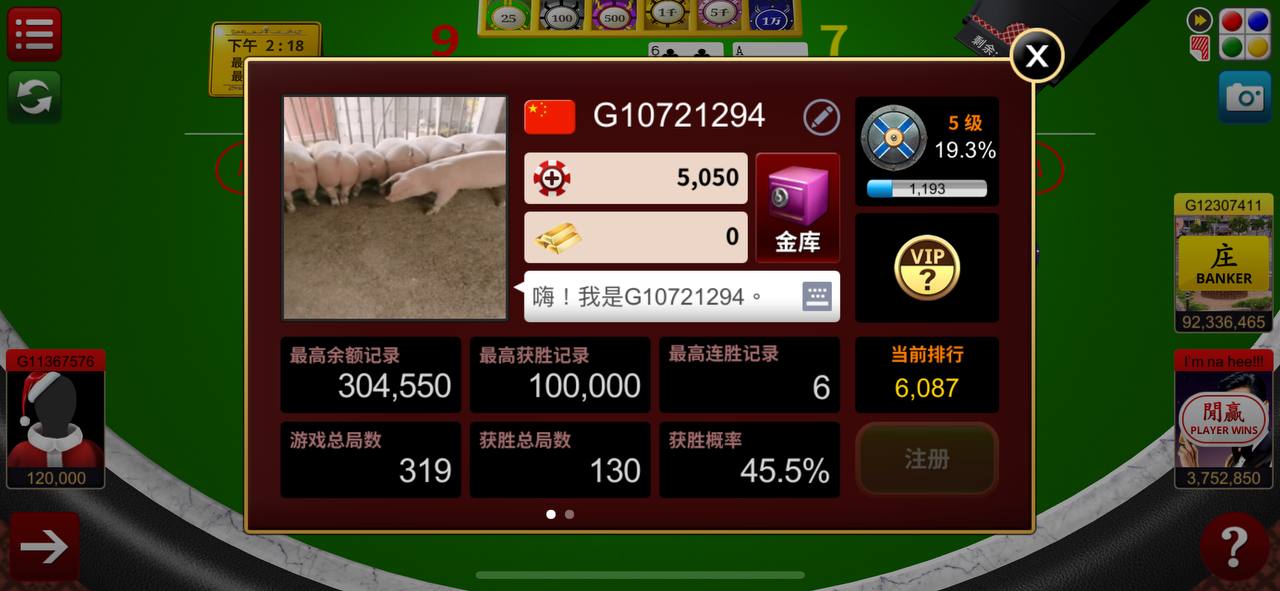 下午 2:18
最
最
9
25
100
500
1千
5千
1万
7
6
A
剩余:
X
G10721294
5,050
0
金库
嗨！我是G10721294。
5 级
19.3%
1,193
VIP
?
最高余额记录
304,550
最高获胜记录
100,000
最高连胜记录
6
当前排行
6,087
游戏总局数
319
获胜总局数
130
获胜概率
45.5%
注册
G11367576
120,000
G12307411
庄
BANKER
92,336,465
I'm na hee!!!
閒赢
PLAYER WINS
3,752,850
?